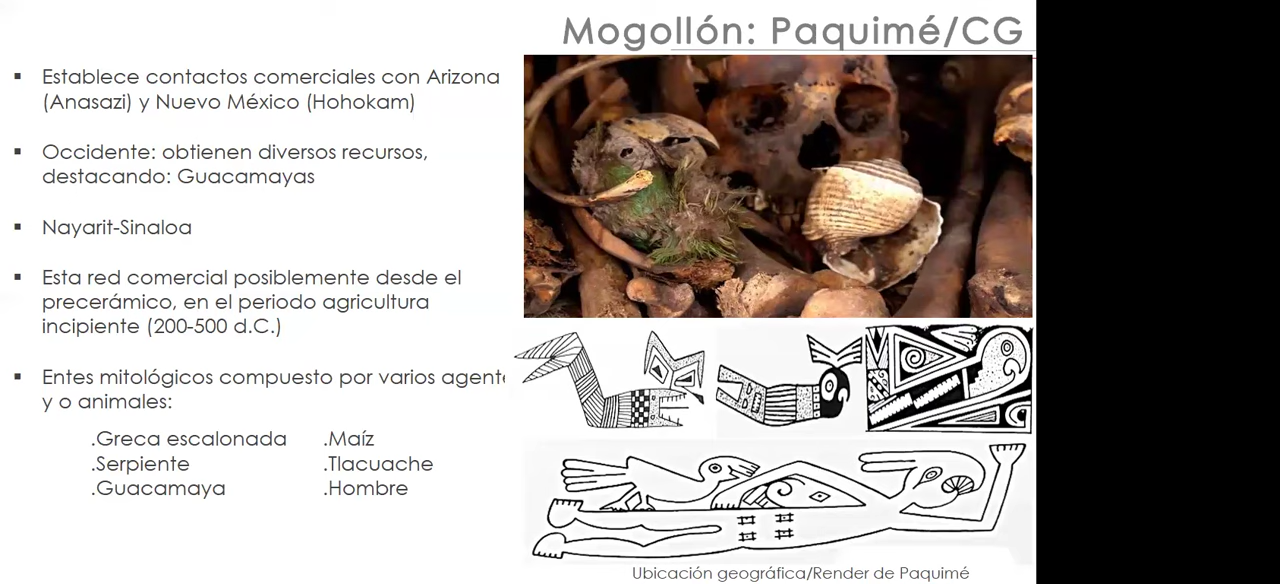 Mogollón: Paquimé/CG
▪ Establece contactos comerciales con Arizona
(Anasazi) y Nuevo México (Hohokam)
▪ Occidente: obtienen diversos recursos,
destacando: Guacamayas
▪ Nayarit-Sinaloa
▪ Esta red comercial posiblemente desde el
precerámico, en el periodo agricultura
incipiente (200-500 d.C.)
▪ Entes mitológicos compuesto por varios agente
y o animales:
.Greca escalonada .Maíz
.Serpiente .Tlacuache
.Guacamaya .Hombre
Ubicación geográfica/Render de Paquimé